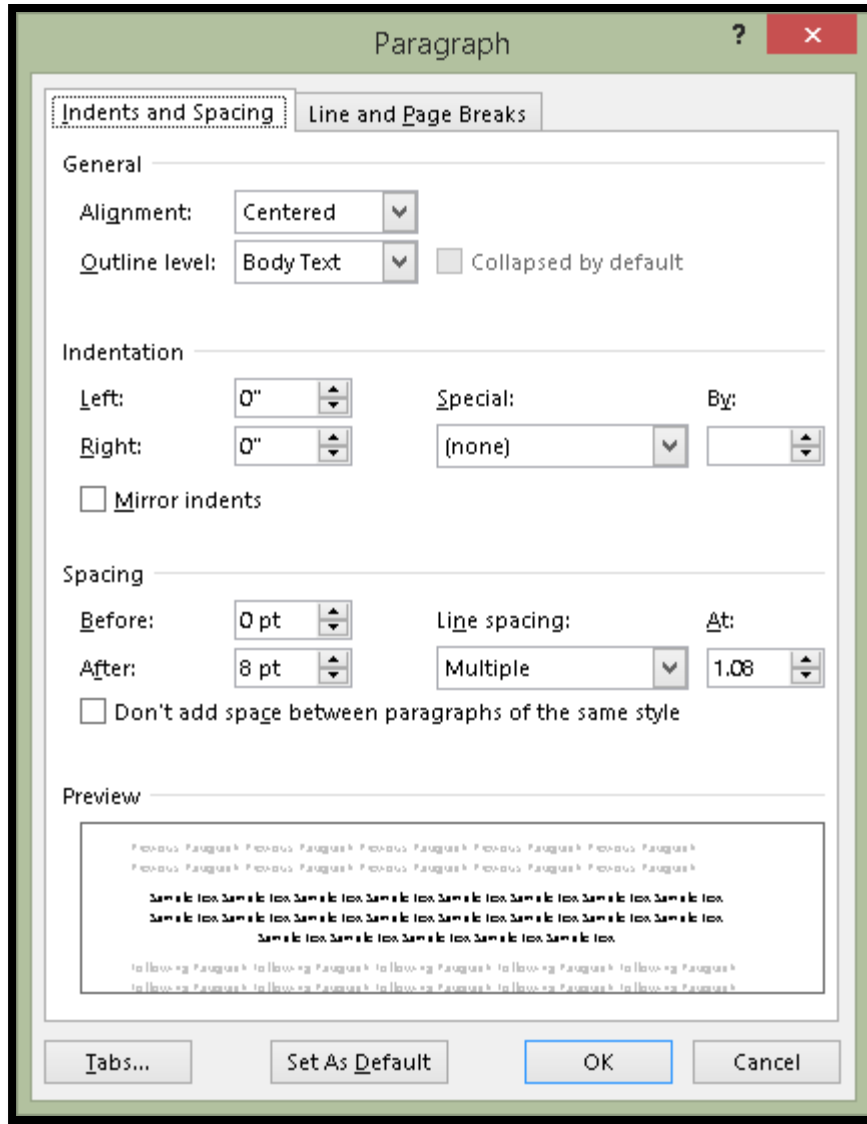 Paragraph ?
Indents and Spacing Line and Page Breaks
General
Alignment: Centered
Outline level: Body Text Collapsed by default
Indentation
Left: 0" Special: By:
Right: 0" (none)
Mirror indents
Spacing
Before: 0 pt Line spacing: At:
After: 8 pt Multiple 1.08
Don't add space between paragraphs of the same style
Preview
Tabs... Set As Default OK Cancel